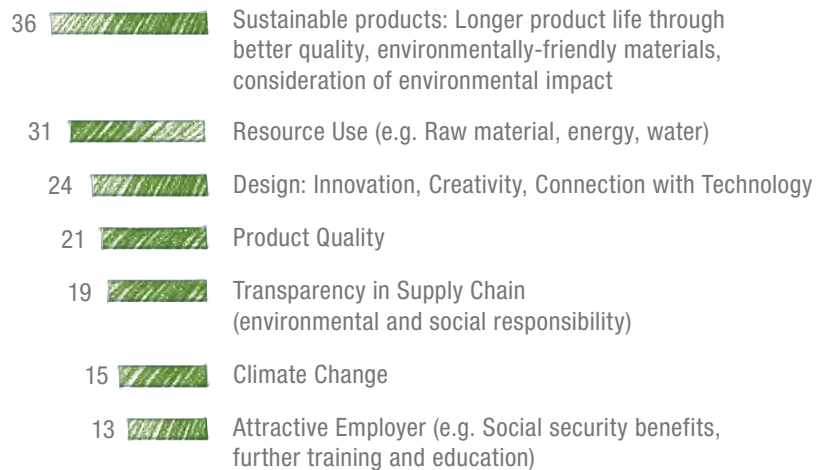 36 Sustainable products: Longer product life through
better quality, environmentally-friendly materials,
consideration of environmental impact
31 Resource Use (e.g. Raw material, energy, water)
24 Design: Innovation, Creativity, Connection with Technology
21 Product Quality
19 Transparency in Supply Chain
(environmental and social responsibility)
15 Climate Change
13 Attractive Employer (e.g. Social security benefits,
further training and education)